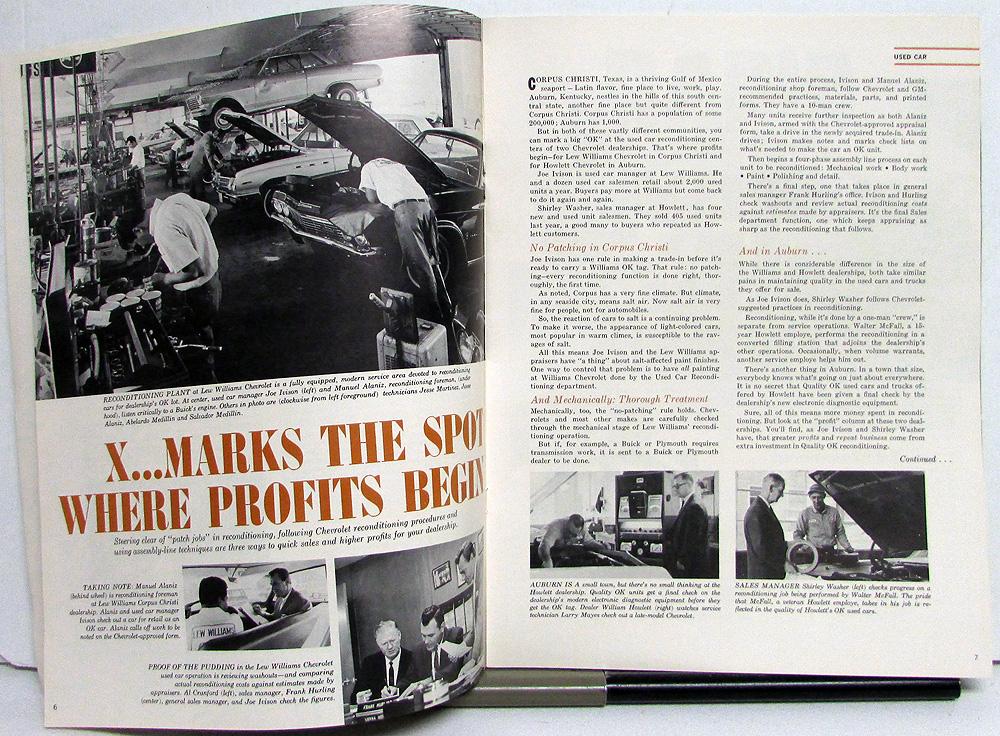 RECONDITIONING PLANT at Lew Williams Chevrolet is a fully equipped, modern service area devoted to reconditioning
cars for dealership's OK lot. At center, used car manager Joe Ivison (left) and Manuel Alaniz, reconditioning foreman, (under
hood), listen critically to a Buick's engine. Others in photo are (clockwise from left foreground) technicians Jesse Martinez, Jose
Alaniz, Abelardo Medillin and Salvador Medillin.
X...MARKS THE SPOT
WHERE PROFITS BEGIN
Steering clear of "patch jobs" in reconditioning, following Chevrolet reconditioning procedures and
using assembly-line techniques are three ways to quick sales and higher profits for your dealership.
TAKING NOTE: Manuel Alaniz
(behind wheel) is reconditioning foreman
at Lew Williams Corpus Christi
dealership. Alaniz and used car manager
Ivison check out a car for retail as an
OK car. Alaniz calls off work to be
noted on the Chevrolet-approved form.
LEW WILLIAMS
PROOF OF THE PUDDING in the Lew Williams Chevrolet
used car operation is reviewing washouts—and comparing
actual reconditioning costs against estimates made by
appraisers. Al Cranford (left), sales manager, Frank Hurling
(center), general sales manager, and Joe Ivison check the figures.
6
USED CAR
CORPUS CHRISTI, Texas, is a thriving Gulf of Mexico
seaport – Latin flavor, fine place to live, work, play.
Auburn, Kentucky, nestles in the hills of this south cen-
tral state, another fine place but quite different from
Corpus Christi. Corpus Christi has a population of some
200,000; Auburn has 1,000.
But in both of these vastly different communities, you
can mark a big "OK" at the used car reconditioning cen-
ters of two Chevrolet dealerships. That's where profits
begin—for Lew Williams Chevrolet in Corpus Christi and
for Howlett Chevrolet in Auburn.
Joe Ivison is used car manager at Lew Williams. He
and a dozen used car salesmen retail about 2,000 used
units a year. Buyers pay more at Williams but come back
to do it again and again.
Shirley Washer, sales manager at Howlett, has four
new and used unit salesmen. They sold 405 used units
last year, a good many to buyers who repeated as How-
lett customers.
No Patching in Corpus Christi
Joe Ivison has one rule in making a trade-in before it's
ready to carry a Williams OK tag. That rule: no patch-
ing—every reconditioning function is done right, thor-
oughly, the first time.
As noted, Corpus has a very fine climate. But climate,
in any seaside city, means salt air. Now salt air is very
fine for people, not for automobiles.
So, the reaction of cars to salt is a continuing problem.
To make it worse, the appearance of light-colored cars,
most popular in warm climes, is susceptible to the rav-
ages of salt.
All this means Joe Ivison and the Lew Williams ap-
praisers have "a thing" about salt-affected paint finishes.
One way to control that problem is to have all painting
at Williams Chevrolet done by the Used Car Recondi-
tioning department.
And Mechanically: Thorough Treatment
Mechanically, too, the "no-patching" rule holds. Chev-
rolets and most other makes are carefully checked
through the mechanical stage of Lew Williams' recondi-
tioning operation.
But if, for example, a Buick or Plymouth requires
transmission work, it is sent to a Buick or Plymouth
dealer to be done.
During the entire process, Ivison and Manuel Alaniz,
reconditioning shop foreman, follow Chevrolet and GM-
recommended practices, materials, parts, and printed
forms. They have a 10-man crew.
Many units receive further inspection as both Alaniz
and Ivison, armed with the Chevrolet-approved appraisal
form, take a drive in the newly acquired trade-in. Alaniz
drives; Ivison makes notes and marks check lists on
what's needed to make the car an OK unit.
Then begins a four-phase assembly line process on each
unit to be reconditioned: Mechanical work • Body work
• Paint • Polishing and detail.
There's a final step, one that takes place in general
sales manager Frank Hurling's office. Ivison and Hurling
check washouts and review actual reconditioning costs
against estimates made by appraisers. It's the final Sales
department function, one which keeps appraising as
sharp as the reconditioning that follows.
And in Auburn . . .
While there is considerable difference in the size of
the Williams and Howlett dealerships, both take similar
pains in maintaining quality in the used cars and trucks
they offer for sale.
As Joe Ivison does, Shirley Washer follows Chevrolet-
suggested practices in reconditioning.
Reconditioning, while it's done by a one-man "crew," is
separate from service operations. Walter McFall, a 15-
year Howlett employe, performs the reconditioning in a
converted filling station that adjoins the dealership's
other operations. Occasionally, when volume warrants,
another service employe helps him out.
There's another thing in Auburn. In a town that size,
everybody knows what's going on just about everywhere.
It is no secret that Quality OK used cars and trucks of-
fered by Howlett have been given a final check by the
dealership's new electronic diagnostic equipment.
Sure, all of this means more money spent in recondi-
tioning. But look at the "profit" column at these two deal-
erships. You'll find, as Joe Ivison and Shirley Washer
have, that greater profits and repeat business come from
extra investment in Quality OK reconditioning.
Continued . . .
AUBURN IS A small town, but there's no small thinking at the
Howlett dealership. Quality OK units get a final check on the
dealership's modern electronic diagnostic equipment before they
get the OK tag. Dealer William Howlett (right) watches service
technician Larry Mayes check out a late-model Chevrolet.
SALES MANAGER Shirley Washer (left) checks progress on a
reconditioning job being performed by Walter McFall. The pride
that McFall, a veteran Howlett employe, takes in his job is re-
flected in the quality of Howlett's OK used cars.
7